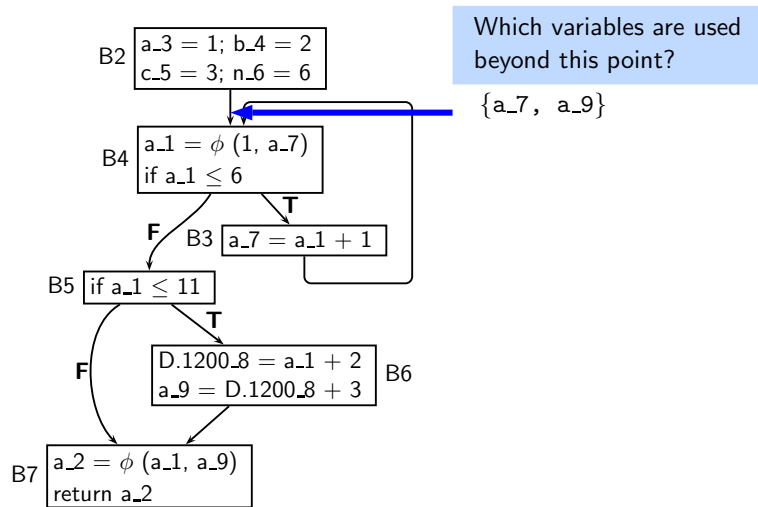 Which variables are used
beyond this point?
{a_7, a_9}
B2
a_3 = 1; b_4 = 2
c_5 = 3; n_6 = 6
B4
a_1 = ϕ (1, a_7)
if a_1 ≤ 6
F
T
B3
a_7 = a_1 + 1
B5
if a_1 ≤ 11
F
T
D.1200_8 = a_1 + 2
a_9 = D.1200_8 + 3
B6
B7
a_2 = ϕ (a_1, a_9)
return a_2